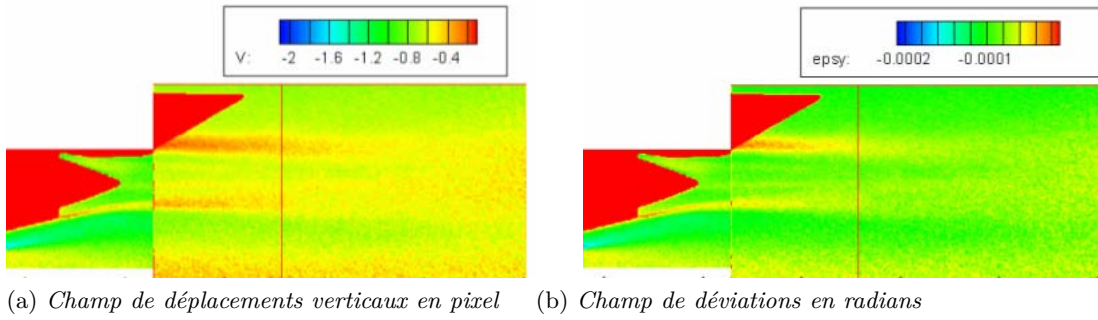 V: -2 -1.6 -1.2 -0.8 -0.4
epsy: -0.0002 -0.0001
(a) Champ de déplacements verticaux en pixel
(b) Champ de déviations en radians